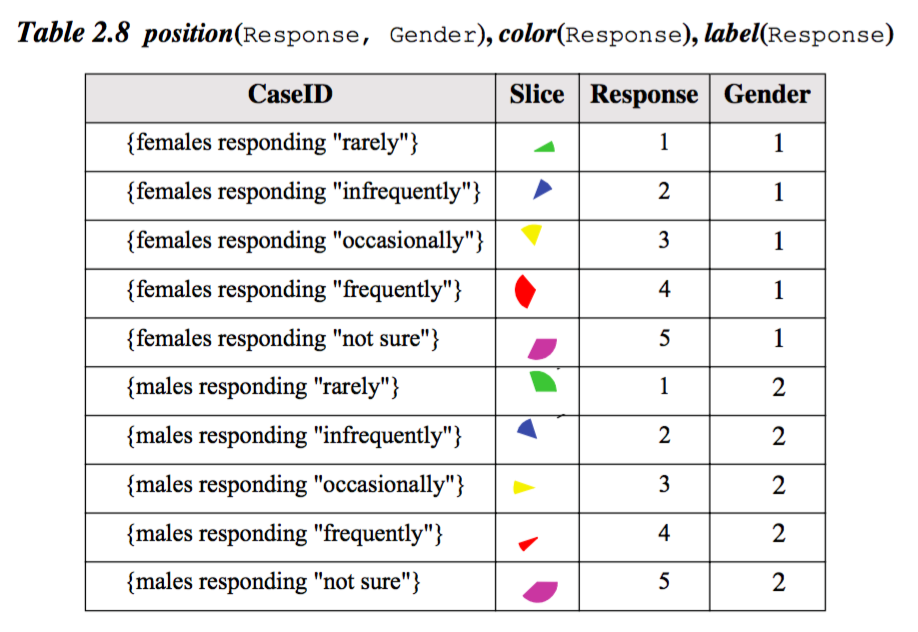 Table 2.8 position(Response, Gender), color(Response), label(Response)
CaseID Slice Response Gender
{females responding "rarely"} 1 1
{females responding "infrequently"} 2 1
{females responding "occasionally"} 3 1
{females responding "frequently"} 4 1
{females responding "not sure"} 5 1
{males responding "rarely"} 1 2
{males responding "infrequently"} 2 2
{males responding "occasionally"} 3 2
{males responding "frequently"} 4 2
{males responding "not sure"} 5 2